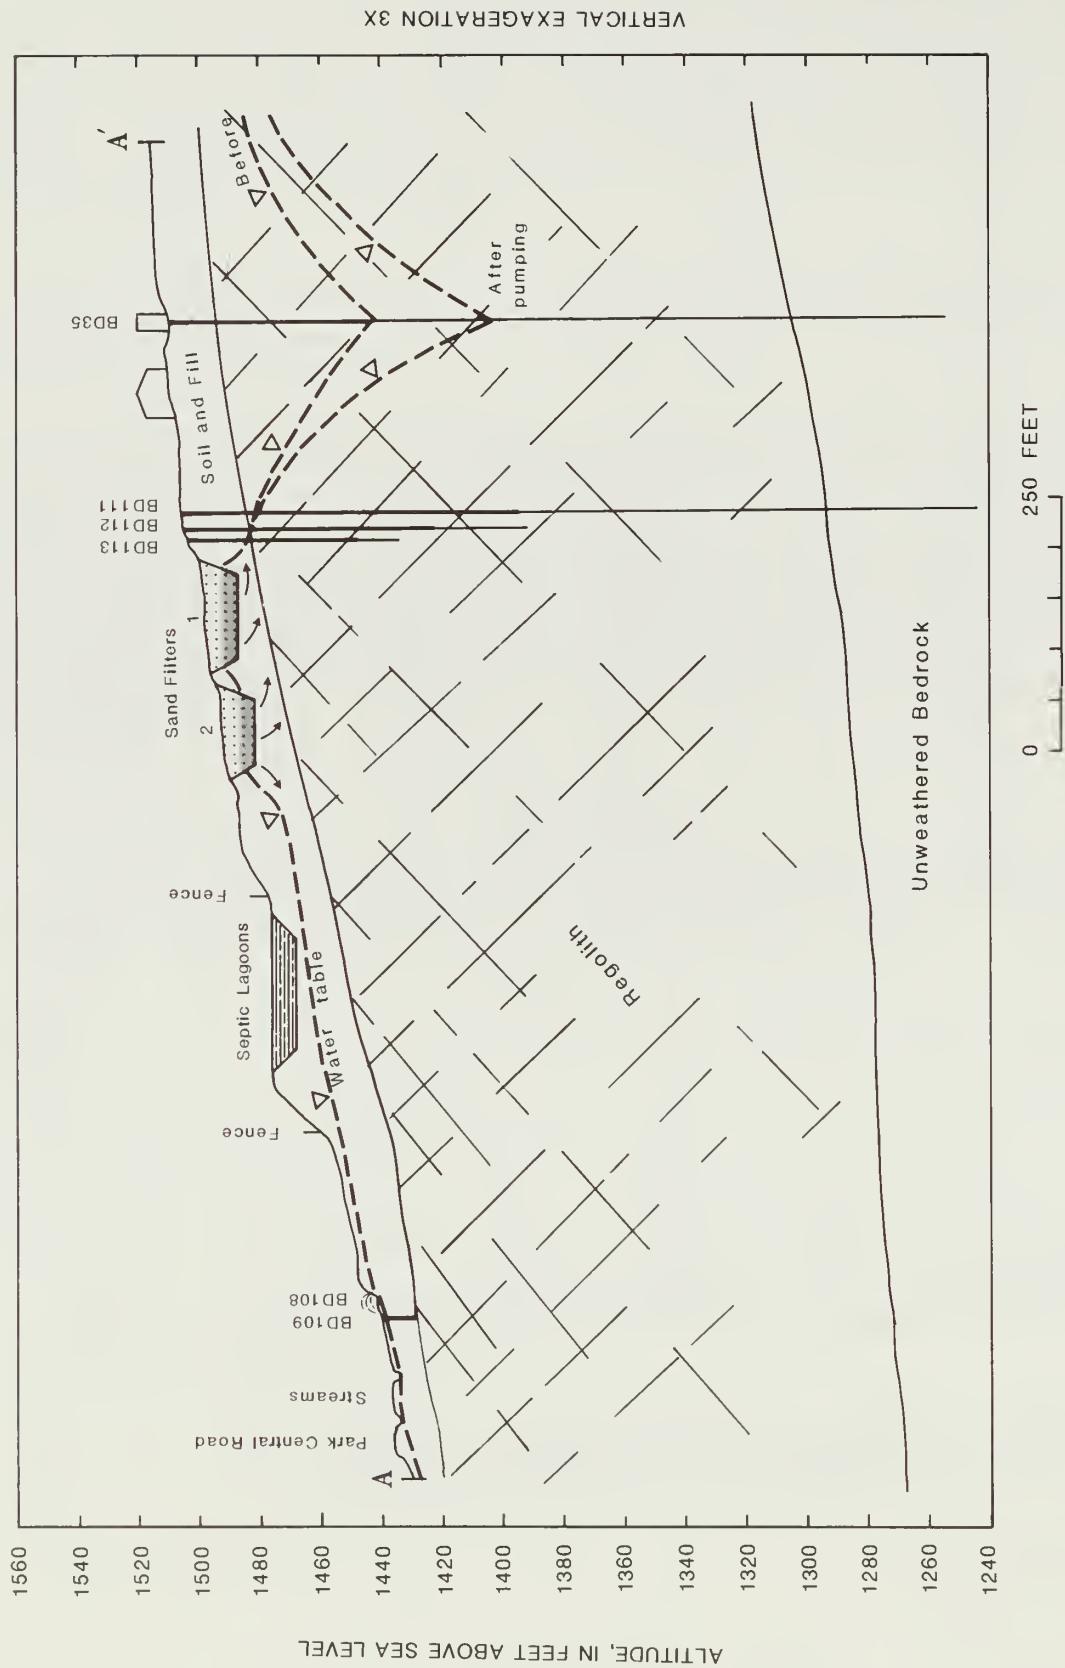 VERTICAL EXAGERATION 3X
ALTITUDE, IN FEET ABOVE SEA LEVEL
1560
1540
1520
1500
1480
1460
1440
1420
1400
1380
1360
1340
1320
1300
1280
1260
1240
A
A'
Park Central Road
Streams
BD109
BD108
Fence
Septic Lagoons
Fence
Water table
Sand Filters
2
1
BD113
BD112
BD111
Soil and Fill
BD35
Before
After
pumping
Regolith
Unweathered Bedrock
0
250 FEET